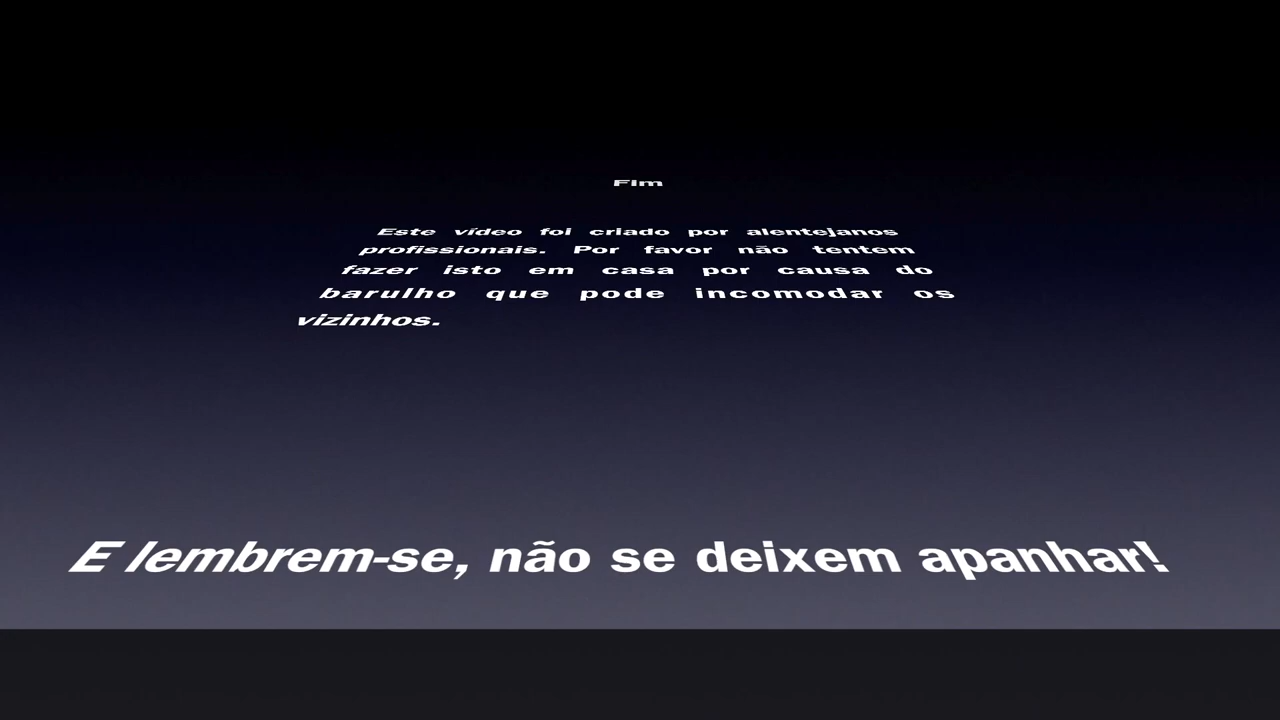 Fim
Este vídeo foi criado por alentejanos
profissionais. Por favor não tentem
fazer isto em casa por causa do
barulho que pode incomodar os
vizinhos.
E lembrem-se, não se deixem apanhar!